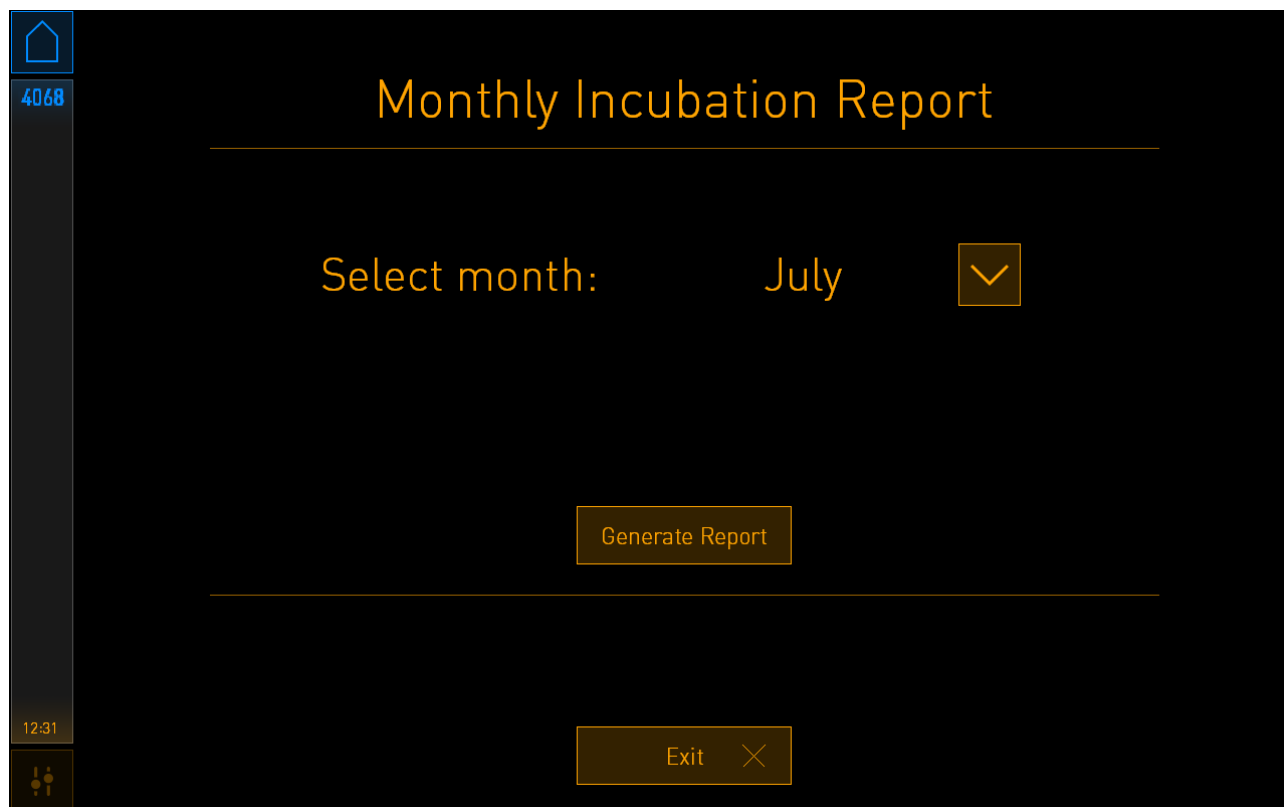 4068
Monthly Incubation Report
Select month: July
Generate Report
12:31
Exit